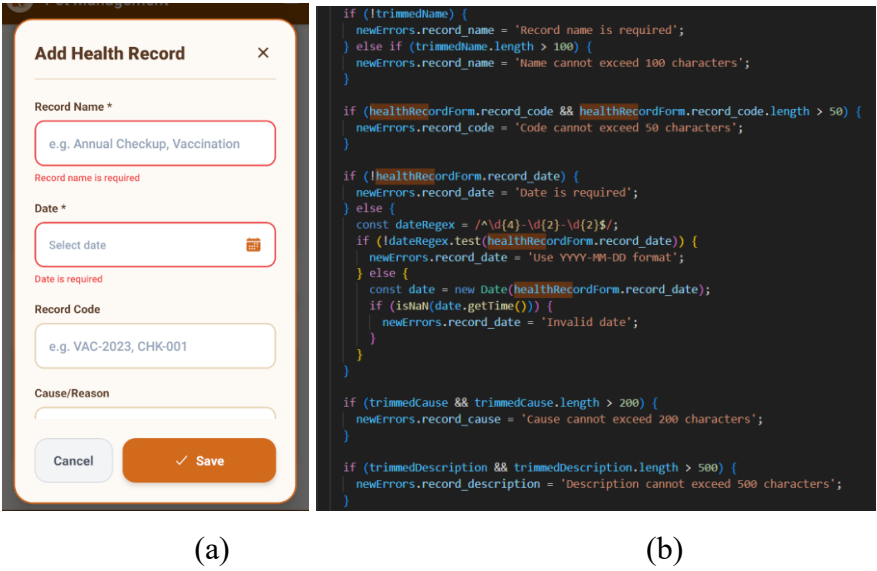 Add Health Record
Record Name *
e.g. Annual Checkup, Vaccination
Record name is required
Date *
Select date
Date is required
Record Code
e.g. VAC-2023, CHK-001
Cause/Reason
Cancel
Save
(a)
if (!trimmedName) {
newErrors.record_name = 'Record name is required';
} else if (trimmedName.length > 100) {
newErrors.record_name = 'Name cannot exceed 100 characters';
}
if (healthRecordForm.record_code && healthRecordForm.record_code.length > 50) {
newErrors.record_code = 'Code cannot exceed 50 characters';
}
if (!healthRecordForm.record_date) {
newErrors.record_date = 'Date is required';
} else {
const dateRegex = /^\d{4}-\d{2}-\d{2}$/;
if (!dateRegex.test(healthRecordForm.record_date)) {
newErrors.record_date = 'Use YYYY-MM-DD format';
} else {
const date = new Date(healthRecordForm.record_date);
if (isNaN(date.getTime())) {
newErrors.record_date = 'Invalid date';
}
}
}
if (trimmedCause && trimmedCause.length > 200) {
newErrors.record_cause = 'Cause cannot exceed 200 characters';
}
if (trimmedDescription && trimmedDescription.length > 500) {
newErrors.record_description = 'Description cannot exceed 500 characters';
}
(b)